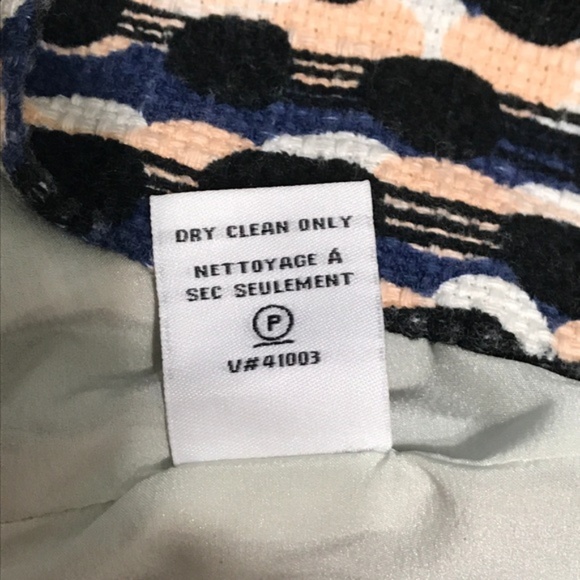 DRY CLEAN ONLY
NETTOYAGE Á
SEC SEULEMENT
P
V#41003